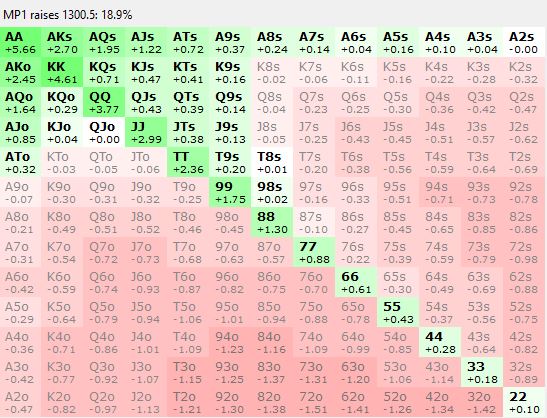 MP1 raises 1300.5: 18.9%
AA AKs AQs AJs ATs A9s A8s A7s A6s A5s A4s A3s A2s
+5.66 +2.70 +1.95 +1.22 +0.72 +0.37 +0.24 +0.14 +0.04 +0.16 +0.10 +0.04 -0.00
AKo KK KQs KJs KTs K9s K8s K7s K6s K5s K4s K3s K2s
+2.45 +4.61 +0.71 +0.47 +0.41 +0.16 -0.02 -0.06 -0.11 -0.16 -0.22 -0.28 -0.32
AQo KQo QQ QJs QTs Q9s Q8s Q7s Q6s Q5s Q4s Q3s Q2s
+1.64 +0.29 +3.77 +0.43 +0.39 +0.14 -0.04 -0.23 -0.25 -0.30 -0.36 -0.42 -0.47
AJo KJo QJo JJ JTs J9s J8s J7s J6s J5s J4s J3s J2s
+0.85 +0.04 +0.00 +2.99 +0.38 +0.13 -0.05 -0.25 -0.43 -0.45 -0.51 -0.57 -0.62
ATo KTo QTo JTo TT T9s T8s T7s T6s T5s T4s T3s T2s
+0.32 -0.03 -0.05 -0.06 +2.36 +0.20 +0.01 -0.20 -0.38 -0.56 -0.59 -0.64 -0.69
A9o K9o Q9o J9o T9o 99 98s 97s 96s 95s 94s 93s 92s
-0.07 -0.30 -0.31 -0.32 -0.25 +1.75 +0.02 -0.16 -0.33 -0.51 -0.71 -0.73 -0.78
A8o K8o Q8o J8o T8o 98o 88 87s 86s 85s 84s 83s 82s
-0.21 -0.49 -0.51 -0.52 -0.46 -0.45 +1.30 -0.10 -0.27 -0.45 -0.65 -0.85 -0.86
A7o K7o Q7o J7o T7o 97o 87o 77 76s 75s 74s 73s 72s
-0.31 -0.54 -0.72 -0.73 -0.68 -0.63 -0.57 +0.88 -0.22 -0.39 -0.59 -0.79 -0.98
A6o K6o Q6o J6o T6o 96o 86o 76o 66 65s 64s 63s 62s
-0.42 -0.59 -0.74 -0.93 -0.87 -0.82 -0.75 -0.70 +0.61 -0.30 -0.49 -0.69 -0.88
A5o K5o Q5o J5o T5o 95o 85o 75o 65o 55 54s 53s 52s
-0.29 -0.64 -0.79 -0.94 -1.06 -1.01 -0.94 -0.88 -0.78 +0.43 -0.37 -0.56 -0.75
A4o K4o Q4o J4o T4o 94o 84o 74o 64o 54o 44 43s 42s
-0.36 -0.71 -0.86 -1.01 -1.09 -1.23 -1.16 -1.09 -0.99 -0.85 +0.28 -0.64 -0.82
A3o K3o Q3o J3o T3o 93o 83o 73o 63o 53o 43o 33 32s
-0.42 -0.77 -0.92 -1.07 -1.15 -1.25 -1.37 -1.31 -1.20 -1.06 -1.14 +0.18 -0.89
A2o K2o Q2o J2o T2o 92o 82o 72o 62o 52o 42o 32o 22
-0.47 -0.82 -0.97 -1.13 -1.21 -1.30 -1.38 -1.51 -1.41 -1.26 -1.34 -1.42 +0.10